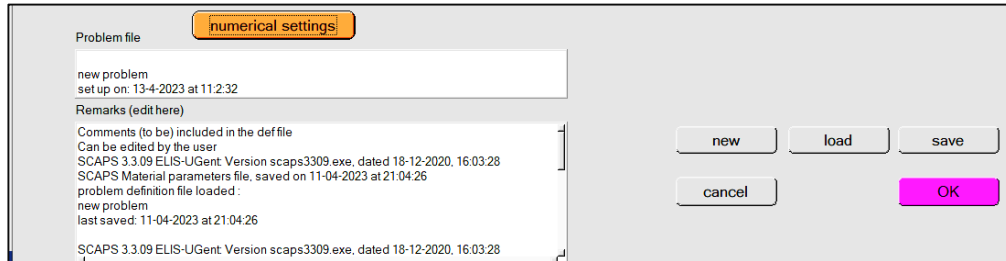 numerical settings
Problem file
new problem
set up on: 13-4-2023 at 11:2:32
Remarks (edit here)
Comments (to be) included in the def file
Can be edited by the user
SCAPS 3.3.09 ELIS-UGent: Version scaps3309.exe, dated 18-12-2020, 16:03:28
SCAPS Material parameters file, saved on 11-04-2023 at 21:04:26
problem definition file loaded :
new problem
last saved: 11-04-2023 at 21:04:26
SCAPS 3.3.09 ELIS-UGent: Version scaps3309.exe, dated 18-12-2020, 16:03:28
new load save
cancel OK